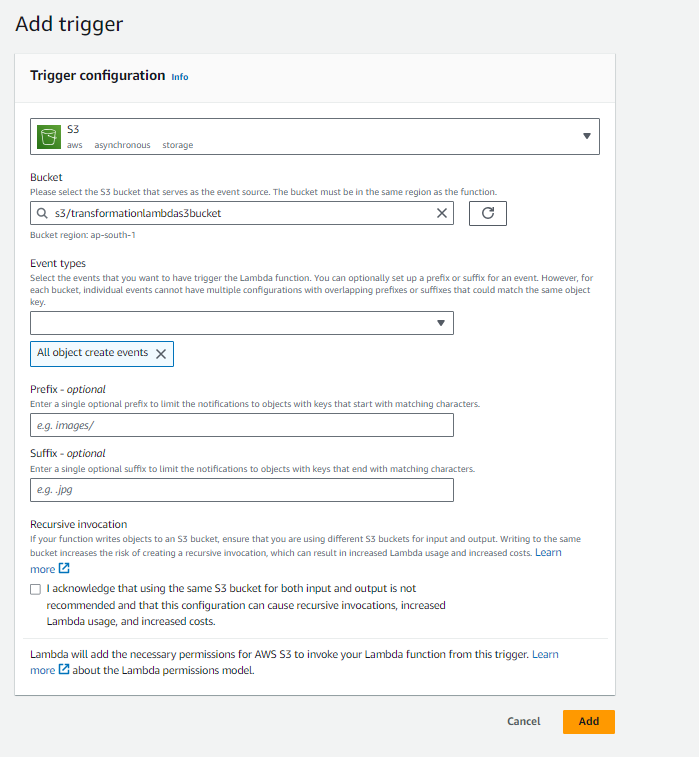 Add trigger
Trigger configuration Info
S3
aws asynchronous storage
Bucket
Please select the S3 bucket that serves as the event source. The bucket must be in the same region as the function.
s3/transformationlambdas3bucket
Bucket region: ap-south-1
Event types
Select the events that you want to have trigger the Lambda function. You can optionally set up a prefix or suffix for an event. However, for
each bucket, individual events cannot have multiple configurations with overlapping prefixes or suffixes that could match the same object
key.
All object create events
Prefix - optional
Enter a single optional prefix to limit the notifications to objects with keys that start with matching characters.
e.g. images/
Suffix - optional
Enter a single optional suffix to limit the notifications to objects with keys that end with matching characters.
e.g. .jpg
Recursive invocation
If your function writes objects to an S3 bucket, ensure that you are using different S3 buckets for input and output. Writing to the same
bucket increases the risk of creating a recursive invocation, which can result in increased Lambda usage and increased costs. Learn
more
I acknowledge that using the same S3 bucket for both input and output is not
recommended and that this configuration can cause recursive invocations, increased
Lambda usage, and increased costs.
Lambda will add the necessary permissions for AWS S3 to invoke your Lambda function from this trigger. Learn
more about the Lambda permissions model.
Cancel Add